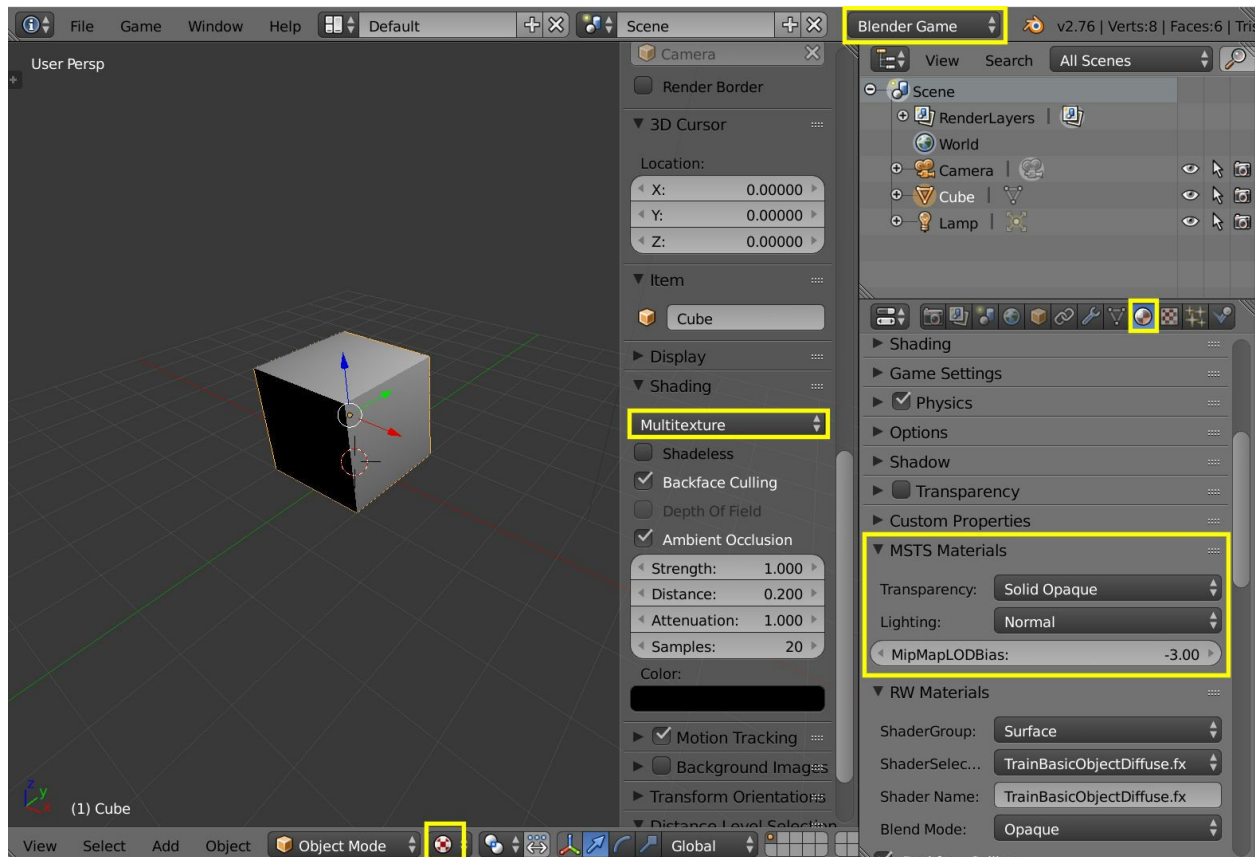 File Game Window Help Default Scene Blender Game v2.76 | Verts:8 | Faces:6 | Tris
User Persp
(1) Cube
View Select Add Object Object Mode Global
Camera
Render Border
3D Cursor
Location:
X: 0.00000
Y: 0.00000
Z: 0.00000
Item
Cube
Display
Shading
Multitexture
Shadeless
Backface Culling
Depth Of Field
Ambient Occlusion
Strength: 1.000
Distance: 0.200
Attenuation: 1.000
Samples: 20
Color:
Motion Tracking
Background Images
Transform Orientations
Distance Level Selection
View Search All Scenes
Scene
RenderLayers
World
Camera
Cube
Lamp
Shading
Game Settings
Physics
Options
Shadow
Transparency
Custom Properties
MSTS Materials
Transparency: Solid Opaque
Lighting: Normal
MipMapLODBias: -3.00
RW Materials
ShaderGroup: Surface
ShaderSelec... TrainBasicObjectDiffuse.fx
Shader Name: TrainBasicObjectDiffuse.fx
Blend Mode: Opaque